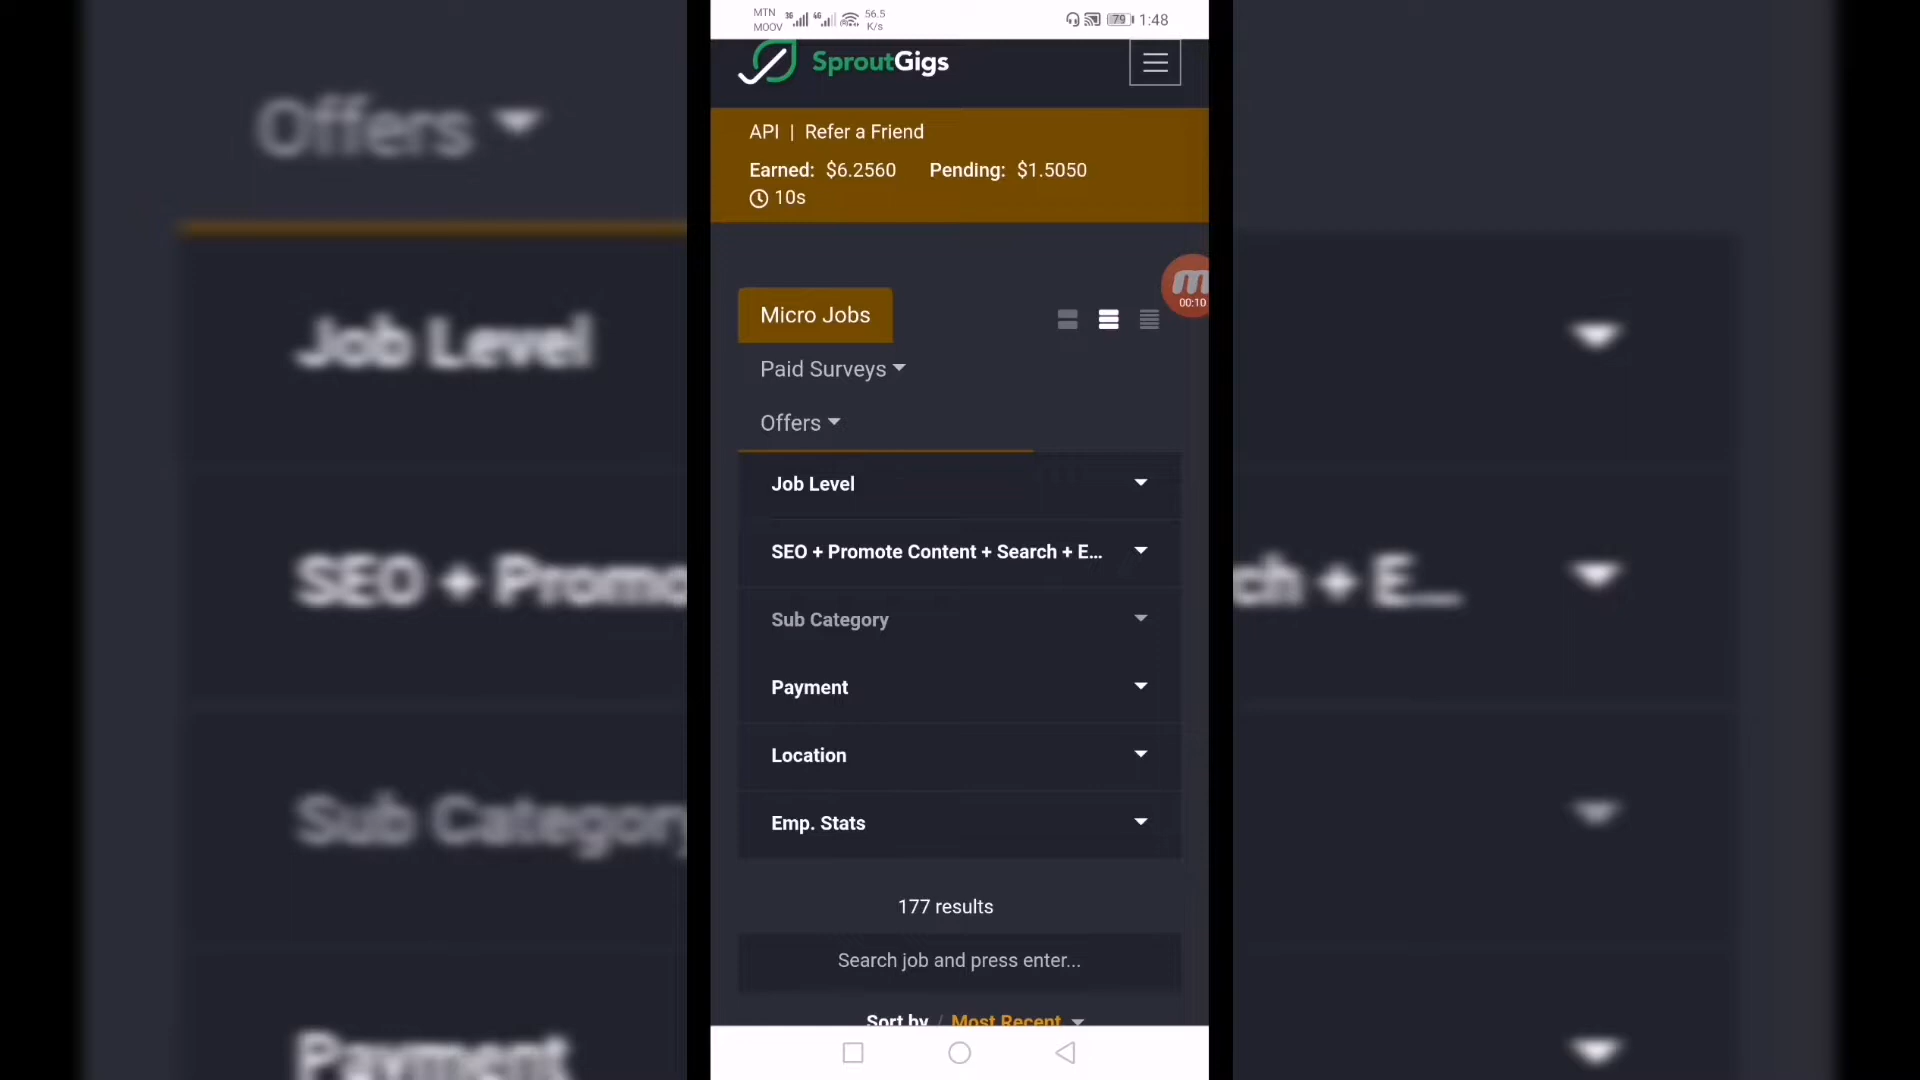 MTN
MOOV
3G
4G
56.5
K/s
79
1:48
SproutGigs
API | Refer a Friend
Earned: $6.2560 Pending: $1.5050
10s
Micro Jobs
00:10
Paid Surveys
Offers
Job Level
SEO + Promote Content + Search + E...
Sub Category
Payment
Location
Emp. Stats
177 results
Search job and press enter...
Sort by / Most Recent
Offers
Job Level
SEO + Promo
ch + E...
Sub Category
Payment